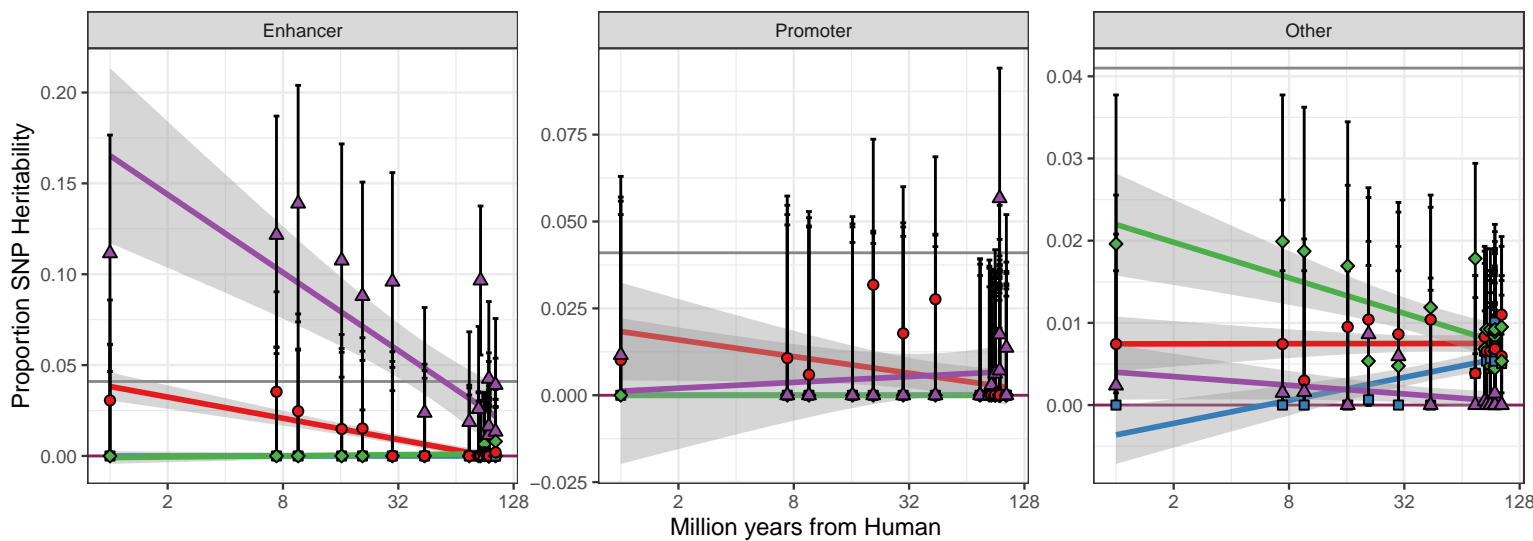 Enhancer
Promoter
Other
Proportion SNP Heritability
0.20
0.15
0.10
0.05
0.00
0.075
0.050
0.025
0.000
−0.025
0.04
0.03
0.02
0.01
0.00
2 8 32 128
2 8 32 128
2 8 32 128
Million years from Human